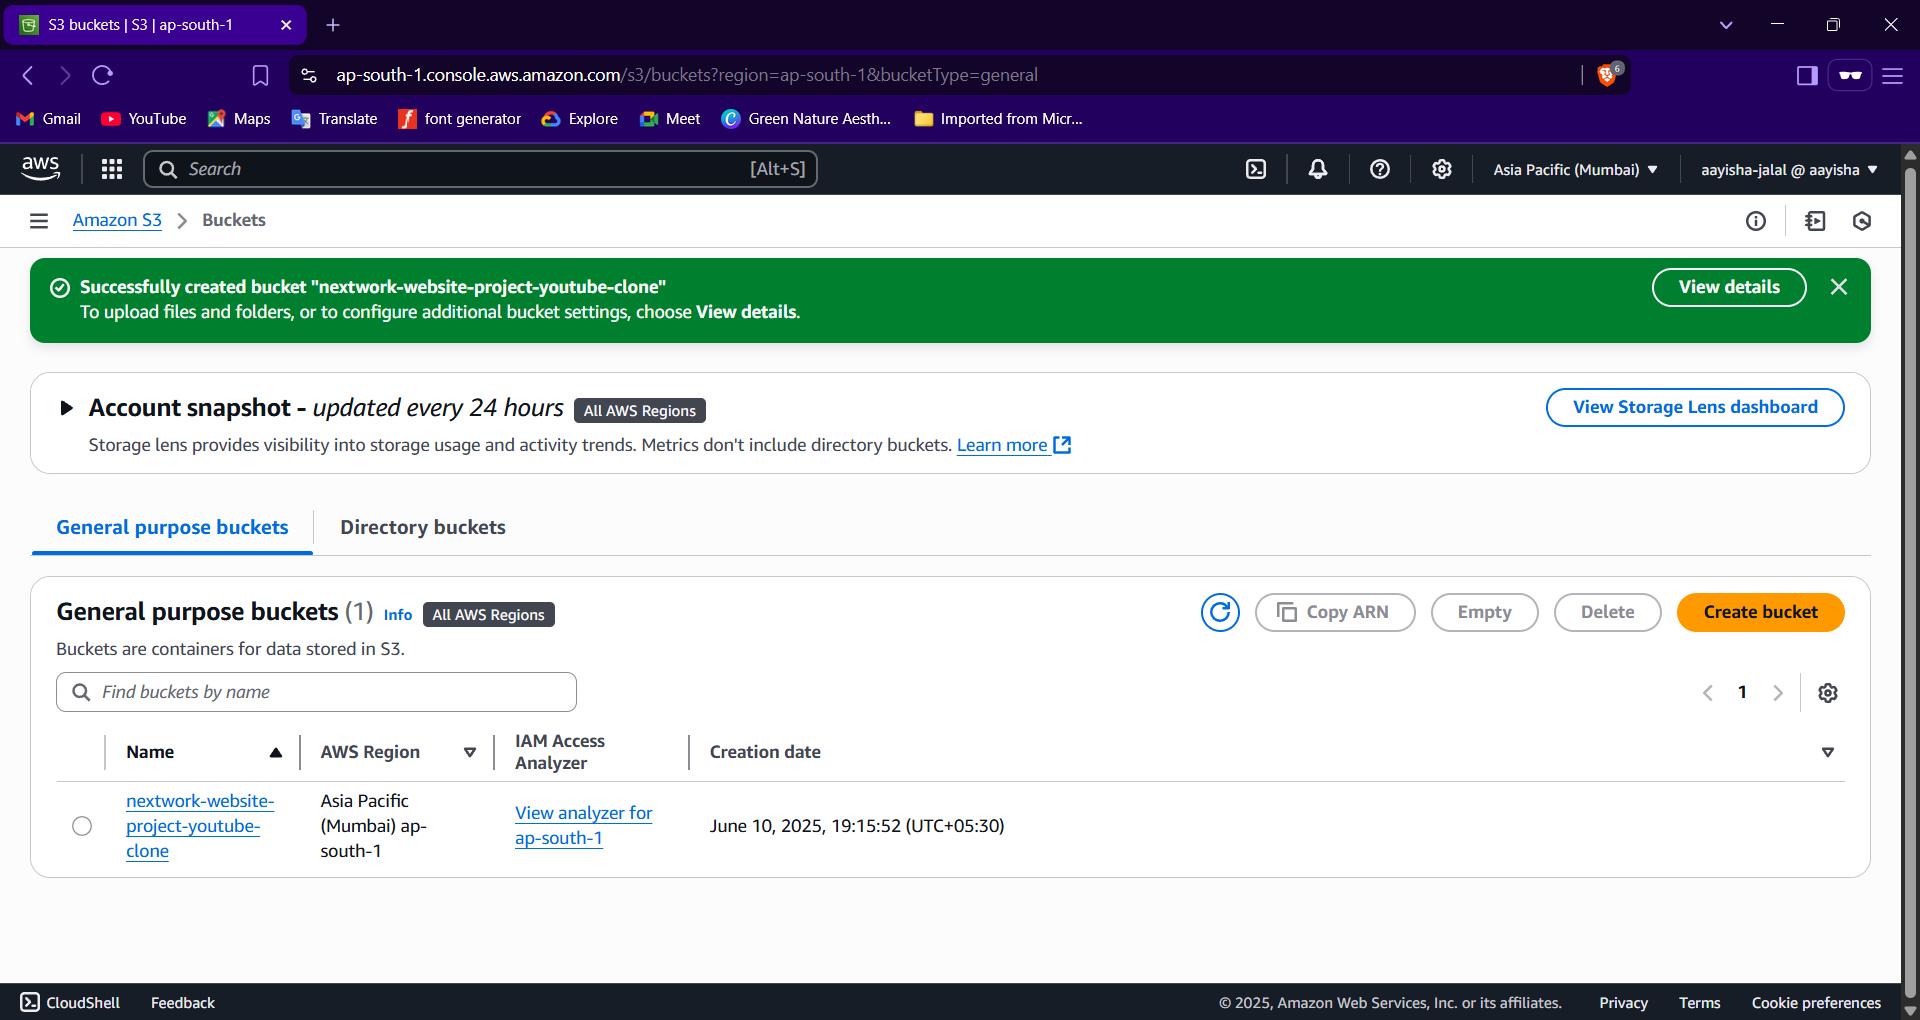 S3 buckets | S3 | ap-south-1
ap-south-1.console.aws.amazon.com/s3/buckets?region=ap-south-1&bucketType=general
6
Gmail YouTube Maps Translate font generator Explore Meet Green Nature Aesth... Imported from Micr...
aws Search [Alt+S] Asia Pacific (Mumbai) aayisha-jalal @ aayisha
Amazon S3 Buckets
Successfully created bucket "nextwork-website-project-youtube-clone"
To upload files and folders, or to configure additional bucket settings, choose View details.
View details
Account snapshot - updated every 24 hours All AWS Regions
View Storage Lens dashboard
Storage lens provides visibility into storage usage and activity trends. Metrics don't include directory buckets. Learn more
General purpose buckets Directory buckets
General purpose buckets (1) Info All AWS Regions
Copy ARN Empty Delete Create bucket
Buckets are containers for data stored in S3.
Find buckets by name
1
Name AWS Region IAM Access Analyzer Creation date
nextwork-website-
project-youtube-
clone
Asia Pacific
(Mumbai) ap-
south-1
View analyzer for
ap-south-1
June 10, 2025, 19:15:52 (UTC+05:30)
CloudShell Feedback © 2025, Amazon Web Services, Inc. or its affiliates. Privacy Terms Cookie preferences